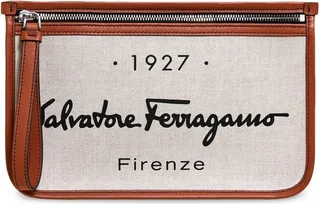 · 1927 ·
Salvatore Ferragamo
Firenze